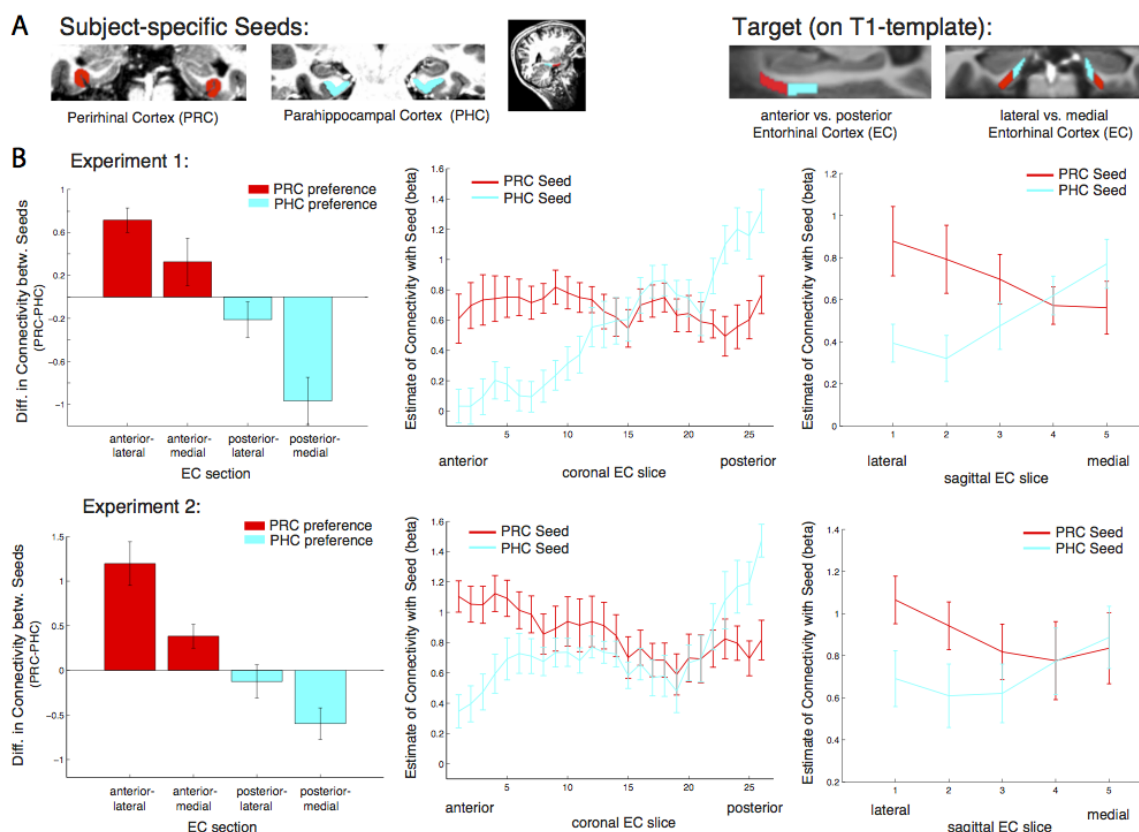 A
Subject-specific Seeds:
Target (on T1-template):
Perirhinal Cortex (PRC)
Parahippocampal Cortex (PHC)
anterior vs. posterior
Entorhinal Cortex (EC)
lateral vs. medial
Entorhinal Cortex (EC)
B
Experiment 1:
PRC preference
PHC preference
Diff. in Connectivity betw. Seeds
(PRC-PHC)
1
0.6
0.2
−0.2
−0.6
−1
anterior-
lateral
anterior-
medial
posterior-
lateral
posterior-
medial
EC section
PRC Seed
PHC Seed
Estimate of Connectivity with Seed (beta)
1.6
1.4
1.2
1
0.8
0.6
0.4
0.2
0
5
10
15
20
25
anterior
coronal EC slice
posterior
PRC Seed
PHC Seed
Estimate of Connectivity with Seed (beta)
1.2
1
0.8
0.6
0.4
0.2
0
1
2
3
4
5
lateral
medial
sagittal EC slice
Experiment 2:
PRC preference
PHC preference
Diff. in Connectivity betw. Seeds
(PRC-PHC)
1.5
1
0.5
0
−0.5
−1
anterior-
lateral
anterior-
medial
posterior-
lateral
posterior-
medial
EC section
PRC Seed
PHC Seed
Estimate of Connectivity with Seed (beta)
1.6
1.4
1.2
1
0.8
0.6
0.4
0.2
0
5
10
15
20
25
anterior
coronal EC slice
posterior
PRC Seed
PHC Seed
Estimate of Connectivity with Seed (beta)
1.2
1
0.8
0.6
0.4
0.2
0
1
2
3
4
5
lateral
medial
sagittal EC slice